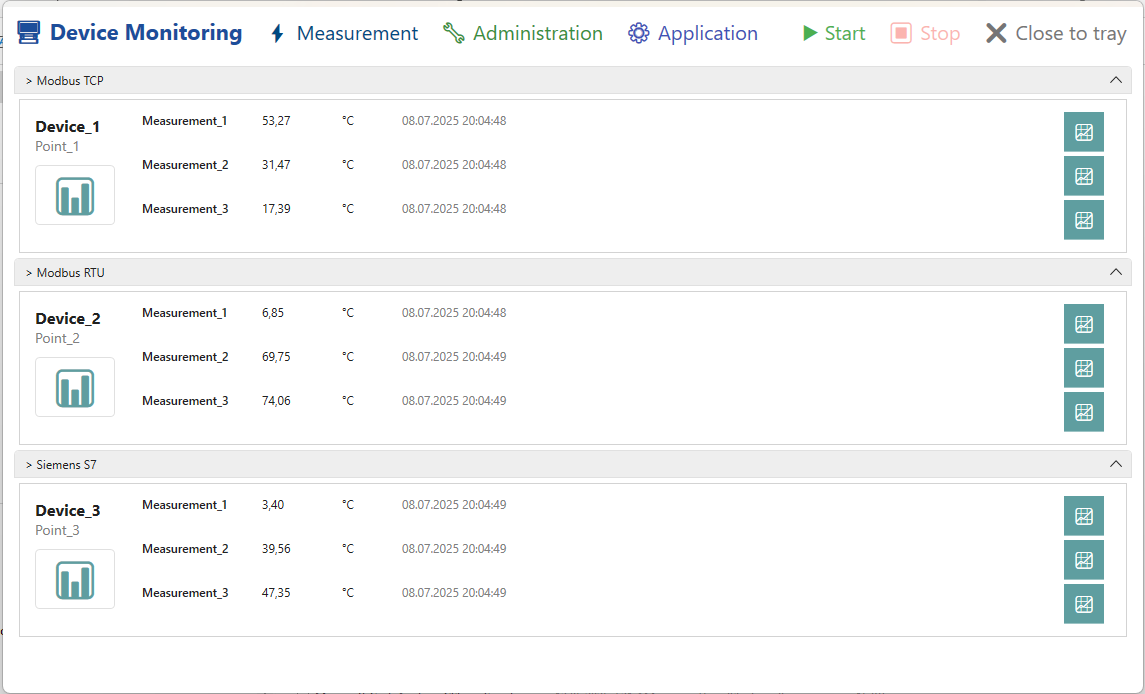 Device Monitoring Measurement Administration Application Start Stop Close to tray
> Modbus TCP
Device_1
Point_1
Measurement_1 53,27 °C 08.07.2025 20:04:48
Measurement_2 31,47 °C 08.07.2025 20:04:48
Measurement_3 17,39 °C 08.07.2025 20:04:48
> Modbus RTU
Device_2
Point_2
Measurement_1 6,85 °C 08.07.2025 20:04:48
Measurement_2 69,75 °C 08.07.2025 20:04:49
Measurement_3 74,06 °C 08.07.2025 20:04:49
> Siemens S7
Device_3
Point_3
Measurement_1 3,40 °C 08.07.2025 20:04:49
Measurement_2 39,56 °C 08.07.2025 20:04:49
Measurement_3 47,35 °C 08.07.2025 20:04:49